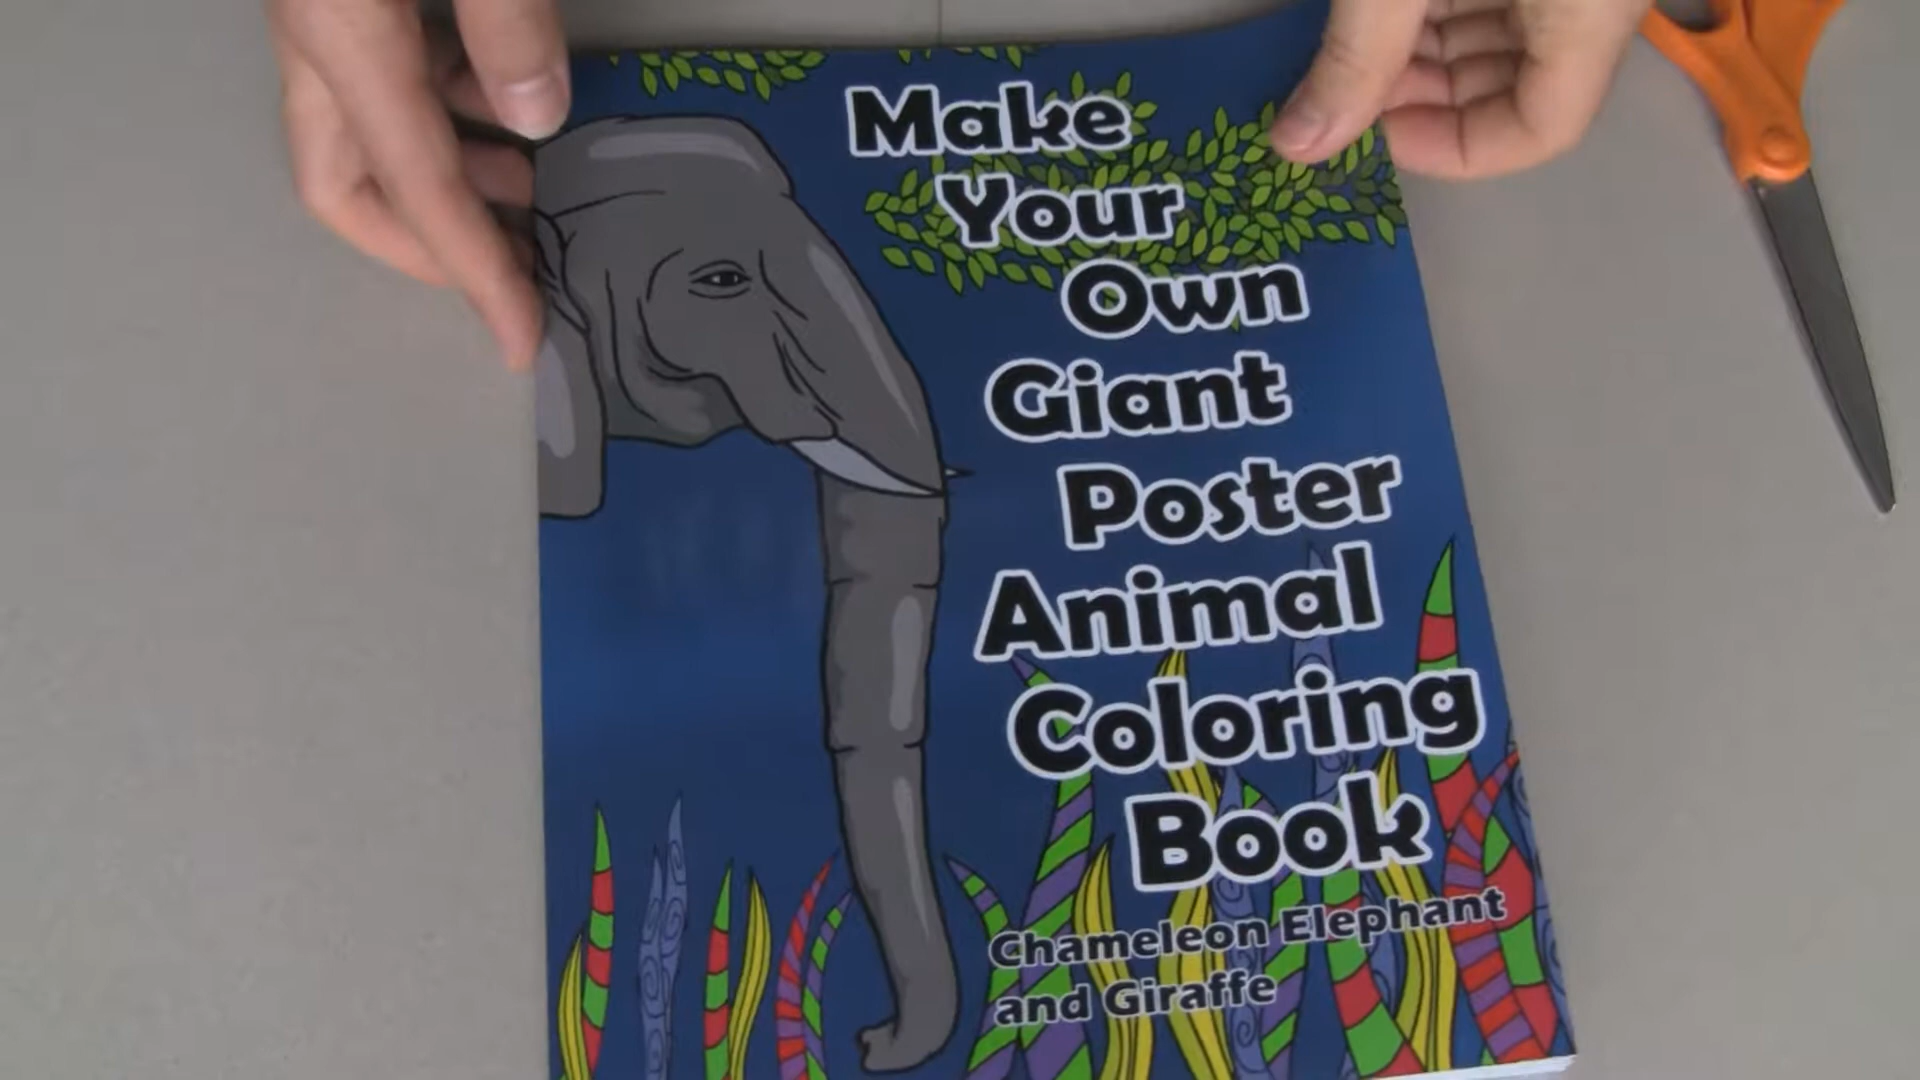 Make
Your
Own
Giant
Poster
Animal
Coloring
Book
Chameleon Elephant
and Giraffe